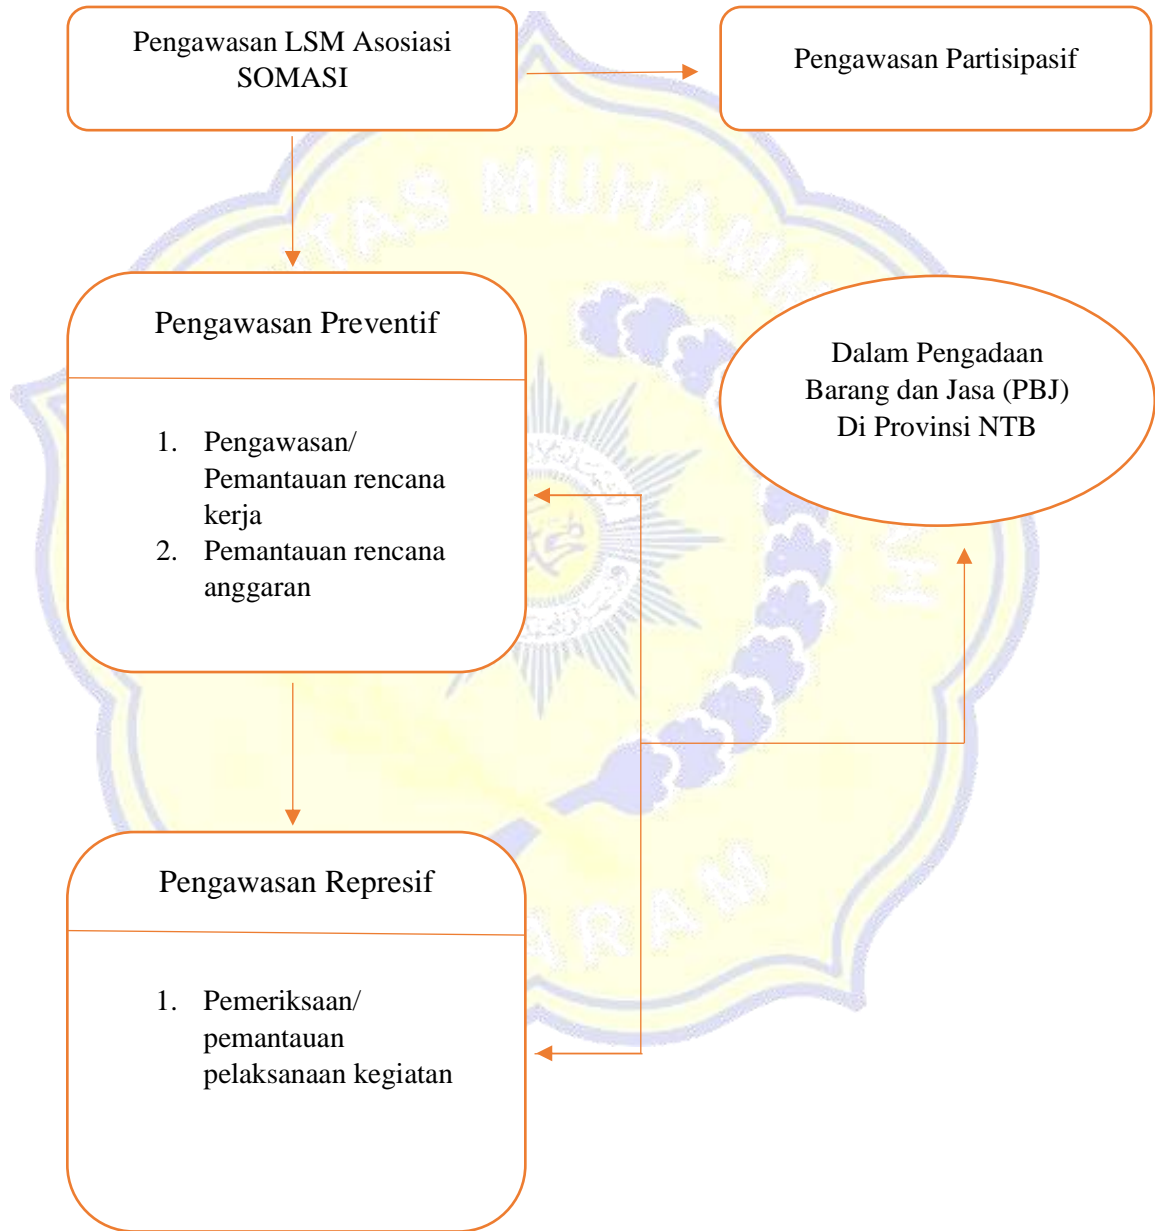 Pengawasan LSM Asosiasi
SOMASI
Pengawasan Partisipasif
Pengawasan Preventif
1. Pengawasan/
Pemantauan rencana
kerja
2. Pemantauan rencana
anggaran
Dalam Pengadaan
Barang dan Jasa (PBJ)
Di Provinsi NTB
Pengawasan Represif
1. Pemeriksaan/
pemantauan
pelaksanaan kegiatan